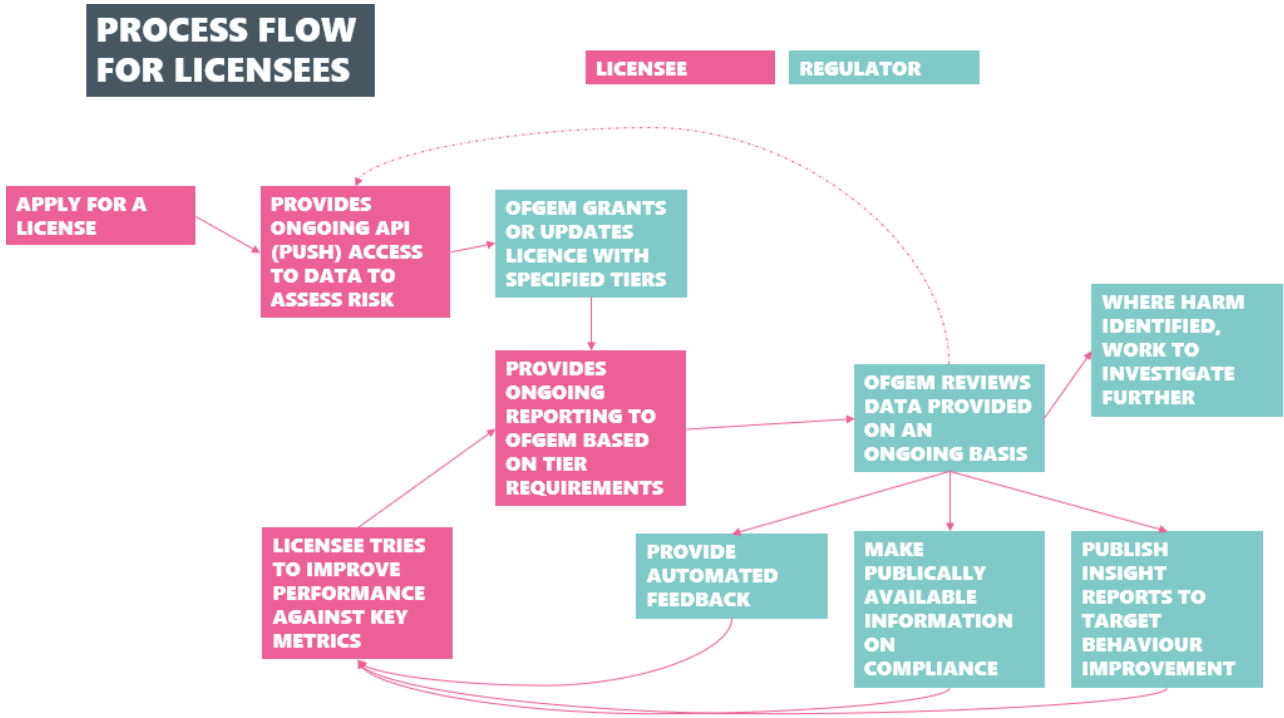 PROCESS FLOW
FOR LICENSEES
LICENSEE
REGULATOR
APPLY FOR A
LICENSE
PROVIDES
ONGOING API
(PUSH) ACCESS
TO DATA TO
ASSESS RISK
OFGEM GRANTS
OR UPDATES
LICENCE WITH
SPECIFIED TIERS
PROVIDES
ONGOING
REPORTING TO
OFGEM BASED
ON TIER
REQUIREMENTS
OFGEM REVIEWS
DATA PROVIDED
ON AN
ONGOING BASIS
WHERE HARM
IDENTIFIED,
WORK TO
INVESTIGATE
FURTHER
LICENSEE TRIES
TO IMPROVE
PERFORMANCE
AGAINST KEY
METRICS
PROVIDE
AUTOMATED
FEEDBACK
MAKE
PUBLICALLY
AVAILABLE
INFORMATION
ON
COMPLIANCE
PUBLISH
INSIGHT
REPORTS TO
TARGET
BEHAVIOUR
IMPROVEMENT